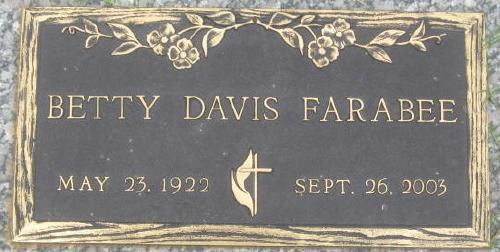 BETTY DAVIS FARABEE
MAY 23, 1922 SEPT. 26, 2003